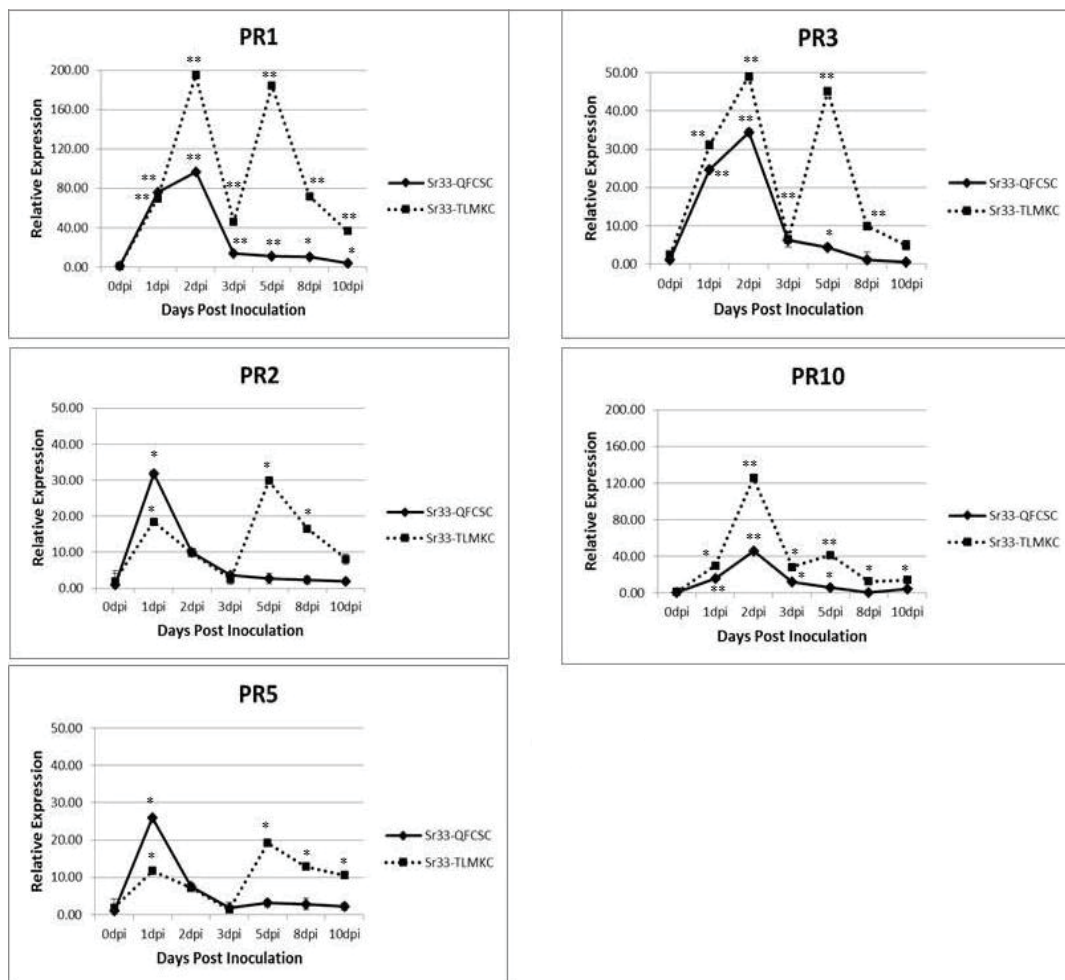 PR1
Relative Expression
200.00
160.00
120.00
80.00
40.00
0.00
** ** ** ** ** ** ** ** ** ** * *
0dpi 1dpi 2dpi 3dpi 5dpi 8dpi 10dpi
Days Post Inoculation
Sr33-QFCSC
Sr33-TLMKC
PR3
Relative Expression
50.00
40.00
30.00
20.00
10.00
0.00
** ** ** ** ** ** ** *
0dpi 1dpi 2dpi 3dpi 5dpi 8dpi 10dpi
Days Post Inoculation
Sr33-QFCSC
Sr33-TLMKC
PR2
Relative Expression
50.00
40.00
30.00
20.00
10.00
0.00
* * * *
0dpi 1dpi 2dpi 3dpi 5dpi 8dpi 10dpi
Days Post Inoculation
Sr33-QFCSC
Sr33-TLMKC
PR10
Relative Expression
200.00
160.00
120.00
80.00
40.00
0.00
* ** ** ** * * ** * * *
0dpi 1dpi 2dpi 3dpi 5dpi 8dpi 10dpi
Days Post Inoculation
Sr33-QFCSC
Sr33-TLMKC
PR5
Relative Expression
50.00
40.00
30.00
20.00
10.00
0.00
* * * * *
0dpi 1dpi 2dpi 3dpi 5dpi 8dpi 10dpi
Days Post Inoculation
Sr33-QFCSC
Sr33-TLMKC